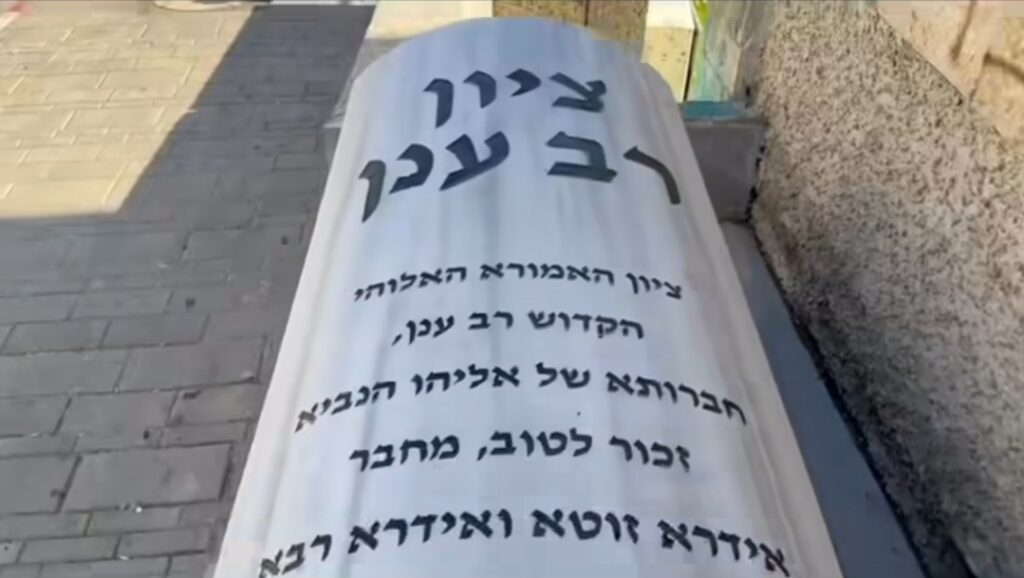 ציון
רב ענן
ציון האמורא האלוהי
הקדוש רב ענן,
חברותא של אליהו הנביא
זכור לטוב, מחבר
אידרא זוטא ואידרא רבא